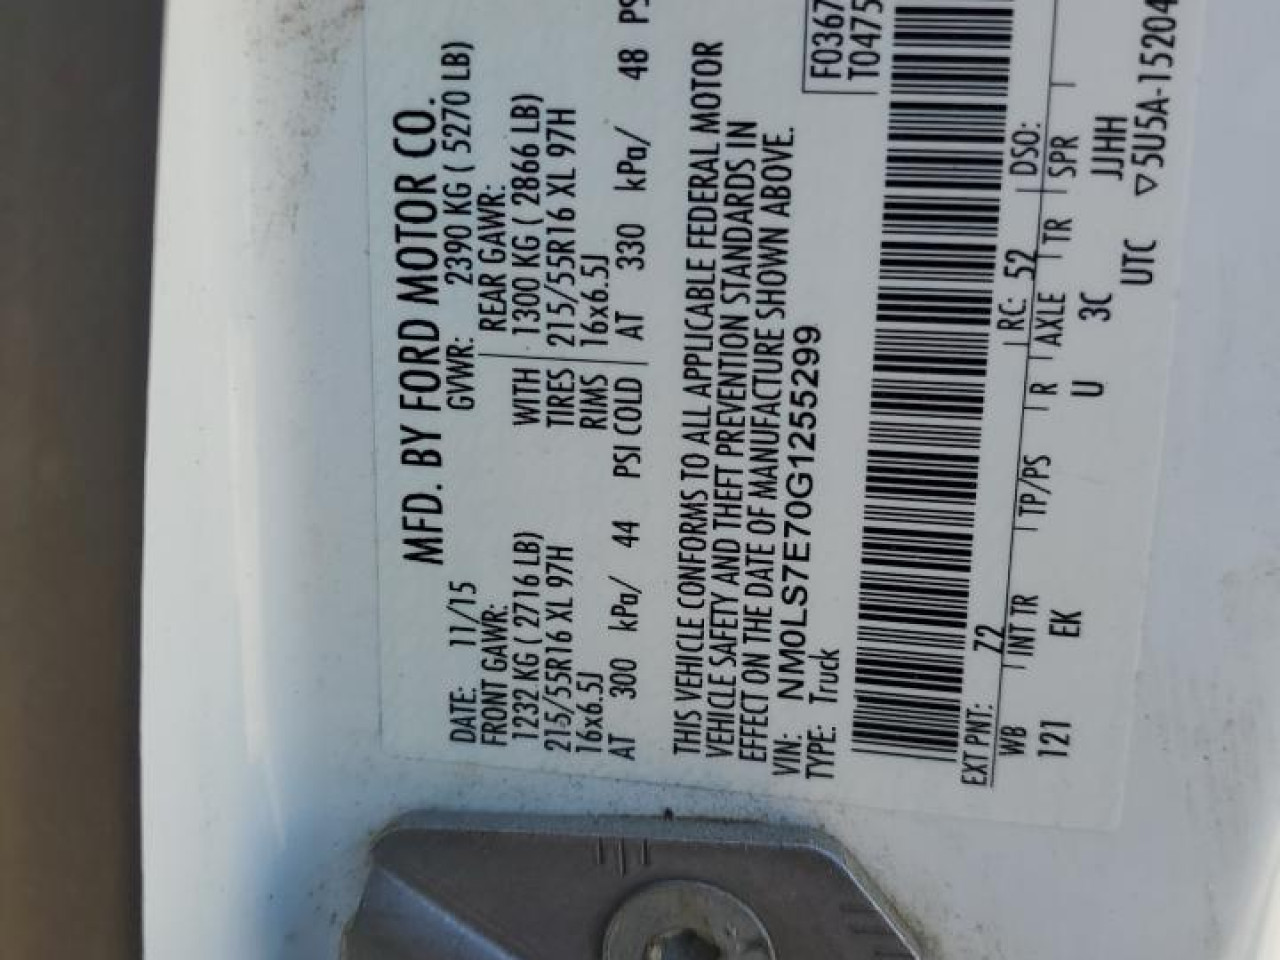 MFD. BY FORD MOTOR CO.
DATE: 11/15 GVWR: 2390 KG ( 5270 LB)
FRONT GAWR: REAR GAWR:
1232 KG ( 2716 LB) WITH 1300 KG ( 2866 LB)
215/55R16 XL 97H TIRES 215/55R16 XL 97H
16x6.5J RIMS 16x6.5J
AT 300 kPa/ 44 PSI COLD AT 330 kPa/ 48 PS
THIS VEHICLE CONFORMS TO ALL APPLICABLE FEDERAL MOTOR
VEHICLE SAFETY AND THEFT PREVENTION STANDARDS IN
EFFECT ON THE DATE OF MANUFACTURE SHOWN ABOVE.
VIN: NM0LS7E70G1255299 F0367
TYPE: Truck T0475
EXT PNT: Z2 RC: 52 DSO:
WB INT TR TP/PS R AXLE TR SPR
121 EK U 3C JJHH
UTC ▽5U5A-15204